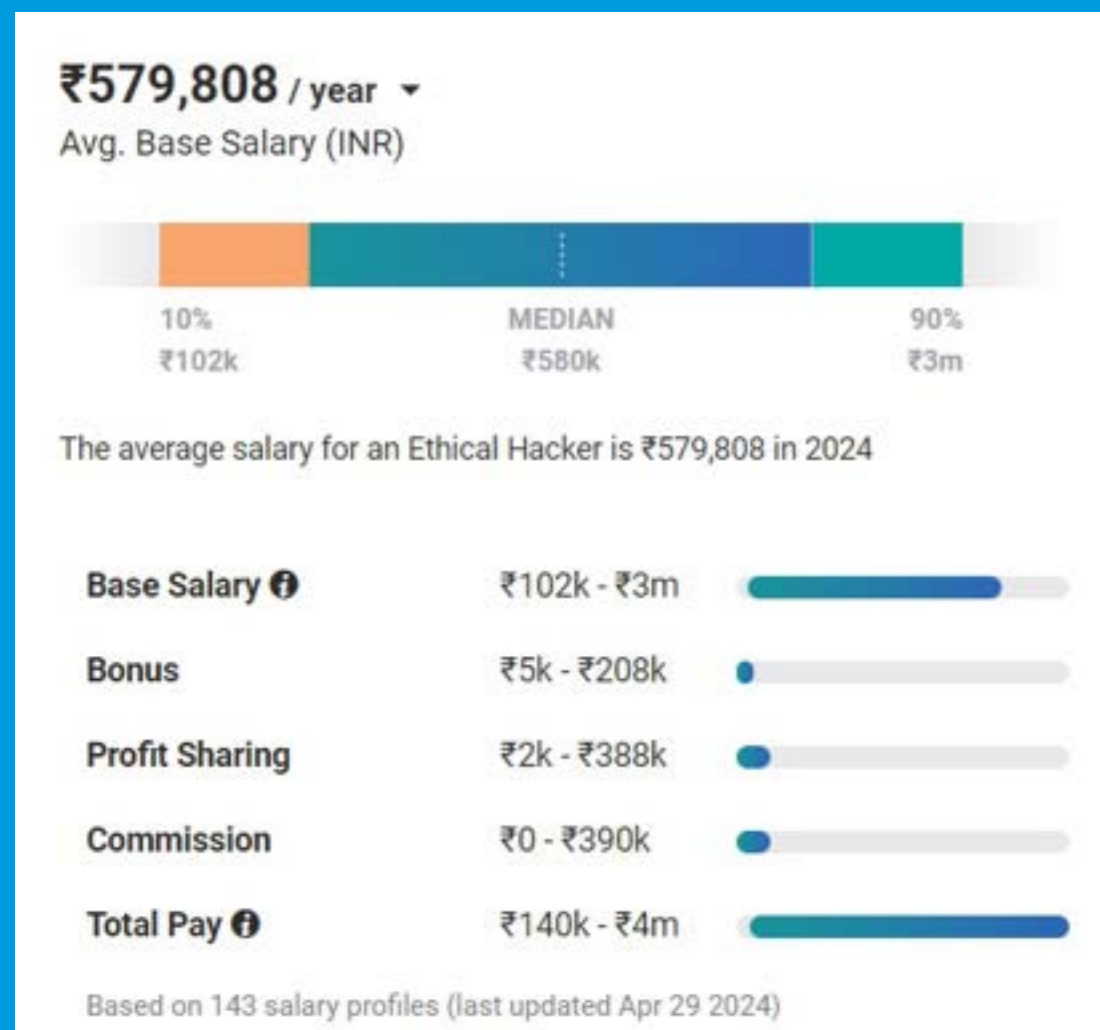 ₹579,808 / year
Avg. Base Salary (INR)
10% MEDIAN 90%
₹102k ₹580k ₹3m
The average salary for an Ethical Hacker is ₹579,808 in 2024
Base Salary ₹102k - ₹3m
Bonus ₹5k - ₹208k
Profit Sharing ₹2k - ₹388k
Commission ₹0 - ₹390k
Total Pay ₹140k - ₹4m
Based on 143 salary profiles (last updated Apr 29 2024)